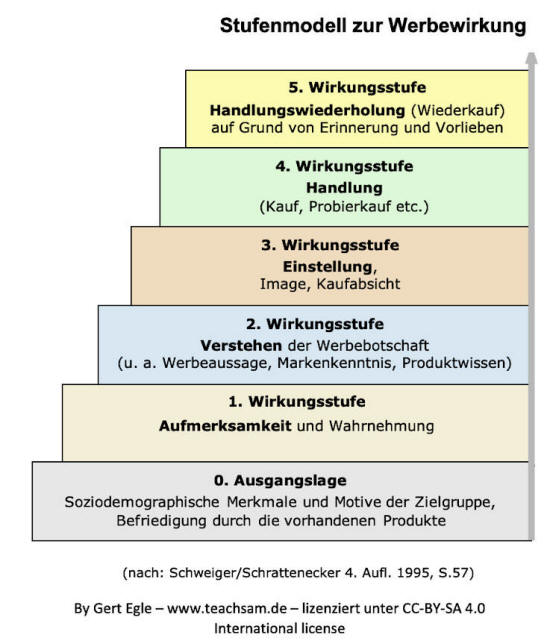 Stufenmodell zur Werbewirkung
5. Wirkungsstufe
Handlungswiederholung (Wiederkauf)
auf Grund von Erinnerung und Vorlieben
4. Wirkungsstufe
Handlung
(Kauf, Probierkauf etc.)
3. Wirkungsstufe
Einstellung,
Image, Kaufabsicht
2. Wirkungsstufe
Verstehen der Werbebotschaft
(u. a. Werbeaussage, Markenkenntnis, Produktwissen)
1. Wirkungsstufe
Aufmerksamkeit und Wahrnehmung
0. Ausgangslage
Soziodemographische Merkmale und Motive der Zielgruppe,
Befriedigung durch die vorhandenen Produkte
(nach: Schweiger/Schrattenecker 4. Aufl. 1995, S.57)
By Gert Egle – www.teachsam.de – lizenziert unter CC-BY-SA 4.0
International license